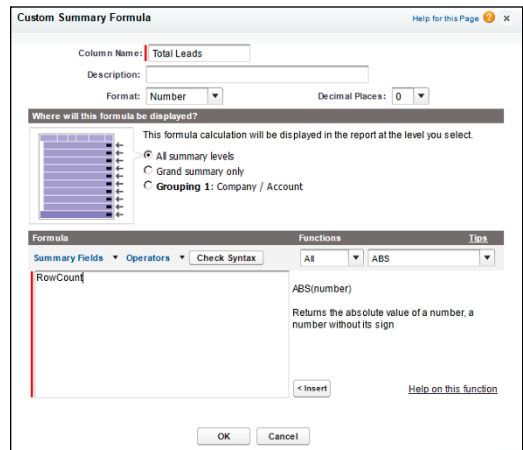 Custom Summary Formula
Help for this Page ? x
Column Name: Total Leads
Description:
Format: Number Decimal Places: 0
Where will this formula be displayed?
This formula calculation will be displayed in the report at the level you select.
All summary levels
Grand summary only
Grouping 1: Company / Account
Formula Functions Tips
Summary Fields Operators Check Syntax All ABS
RowCount
ABS(number)
Returns the absolute value of a number, a
number without its sign
< Insert Help on this function
OK Cancel